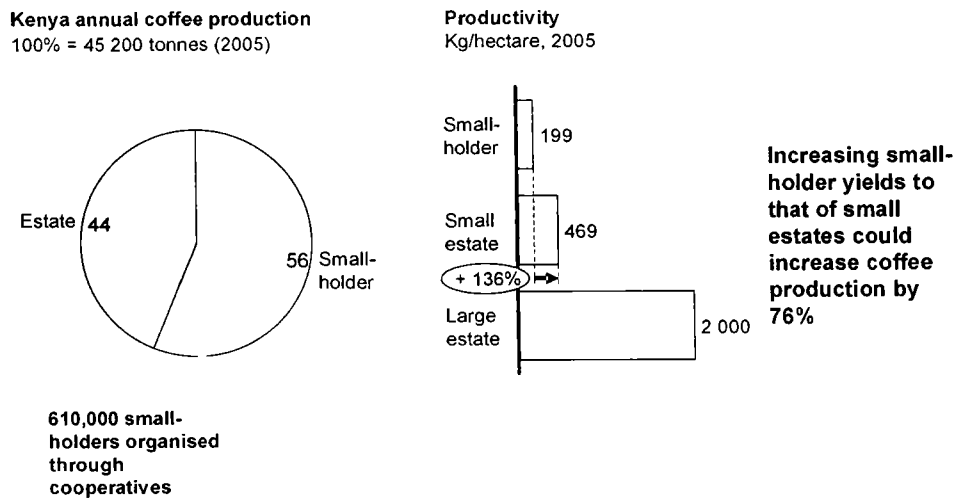 Kenya annual coffee production
100% = 45 200 tonnes (2005)
Estate 44
56 Small-
holder
610,000 small-
holders organised
through
cooperatives
Productivity
Kg/hectare, 2005
Small-
holder
199
Small
estate
469
+ 136%
Large
estate
2 000
Increasing small-
holder yields to
that of small
estates could
increase coffee
production by
76%